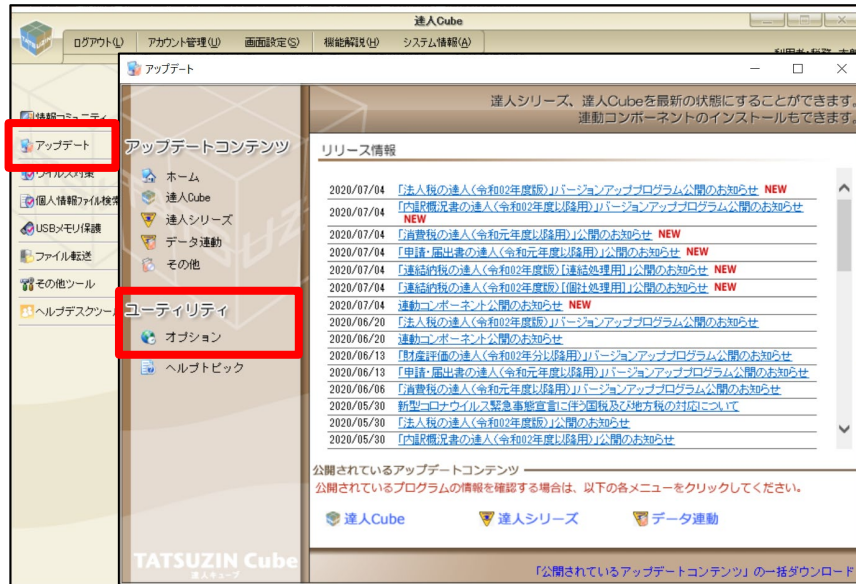 達人Cube
ログアウト(L) アカウント管理(U) 画面設定(S) 機能解説(H) システム情報(A)
アップデート
情報コミュニティ
アップデート
ウイルス対策
個人情報ファイル検索
USBメモリ保護
ファイル転送
その他ツール
ヘルプデスクツー
アップデートコンテンツ
ホーム
達人Cube
達人シリーズ
データ連動
その他
ユーティリティ
オプション
ヘルプトピック
TATSUZIN Cube
達人キューブ
達人シリーズ、達人Cubeを最新の状態にすることができます。
連動コンポーネントのインストールもできます。
リリース情報
2020/07/04 「法人税の達人(令和02年度版)」バージョンアッププログラム公開のお知らせ NEW
2020/07/04 「内訳概況書の達人(令和02年度以降用)」バージョンアッププログラム公開のお知らせ
NEW
2020/07/04 「消費税の達人(令和元年度以降用)」公開のお知らせ NEW
2020/07/04 「申請・届出書の達人(令和元年度以降用)」公開のお知らせ NEW
2020/07/04 「連結納税の達人(令和02年度版)[連結処理用]」公開のお知らせ NEW
2020/07/04 「連結納税の達人(令和02年度版)[個社処理用]」公開のお知らせ NEW
2020/07/04 連動コンポーネント公開のお知らせ NEW
2020/06/20 「法人税の達人(令和02年度版)」バージョンアッププログラム公開のお知らせ
2020/06/20 連動コンポーネント公開のお知らせ
2020/06/13 「財産評価の達人(令和02年分以降用)」バージョンアッププログラム公開のお知らせ
2020/06/13 「申請・届出書の達人(令和元年度以降用)」バージョンアッププログラム公開のお知らせ
2020/06/06 「消費税の達人(令和元年度以降用)」バージョンアッププログラム公開のお知らせ
2020/05/30 新型コロナウイルス緊急事態宣言に伴う国税及び地方税の対応について
2020/05/30 「法人税の達人(令和02年度版)」公開のお知らせ
2020/05/30 「内訳概況書の達人(令和02年度以降用)」公開のお知らせ
公開されているアップデートコンテンツ
公開されているプログラムの情報を確認する場合は、以下の各メニューをクリックしてください。
達人Cube 達人シリーズ データ連動
「公開されているアップデートコンテンツ」の一括ダウンロード